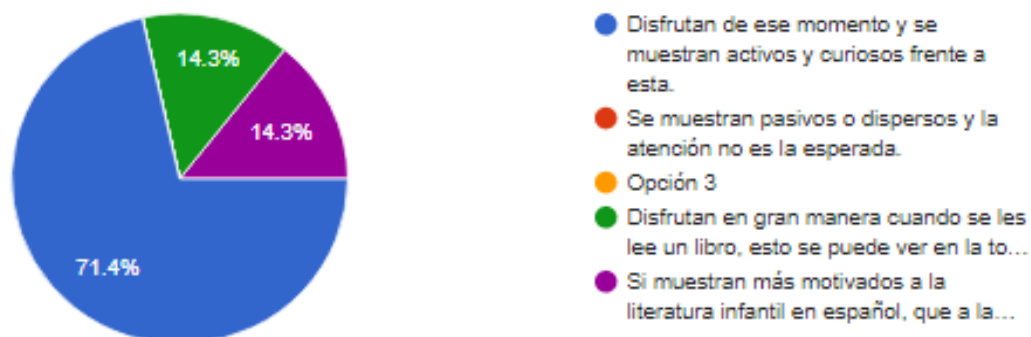 14.3%
14.3%
71.4%
Disfrutan de ese momento y se
muestran activos y curiosos frente a
esta.
Se muestran pasivos o dispersos y la
atención no es la esperada.
Opción 3
Disfrutan en gran manera cuando se les
lee un libro, esto se puede ver en la to...
Si muestran más motivados a la
literatura infantil en español, que a la...